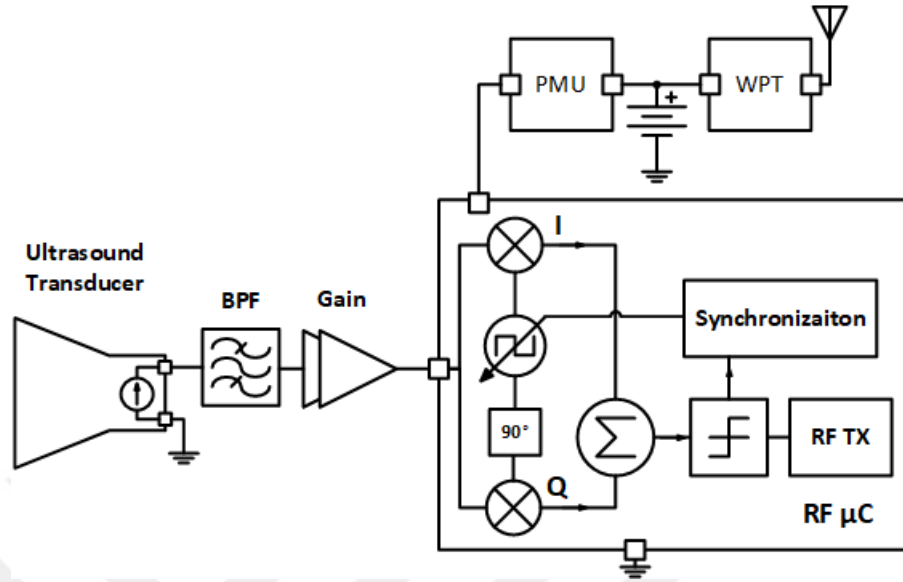 PMU
WPT
+
Ultrasound
Transducer
BPF
Gain
I
Synchronizaiton
90°
Q
RF TX
RF µC